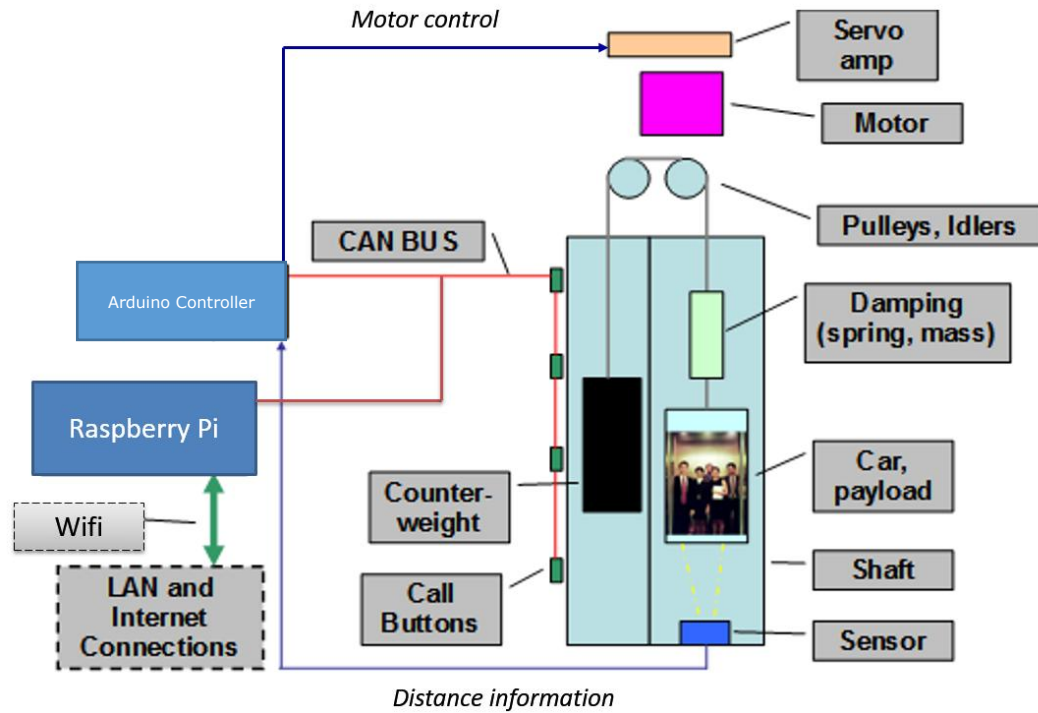 Motor control
Servo
amp
Motor
Pulleys, Idlers
CAN BUS
Arduino Controller
Damping
(spring, mass)
Raspberry Pi
Car,
payload
Counter-
weight
Wifi
Shaft
LAN and
Internet
Connections
Call
Buttons
Sensor
Distance information